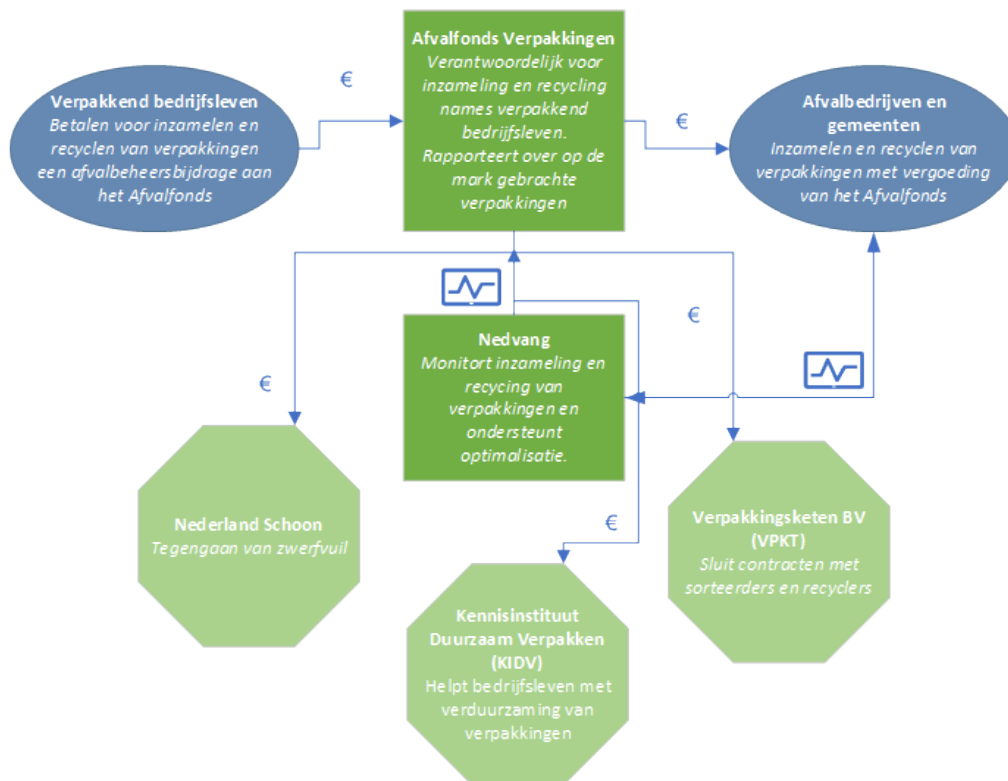 Afvalfonds Verpakkingen
Verantwoordelijk voor
inzameling en recycling
names verpakkend
bedrijfsleven.
Rapporteert over op de
mark gebrachte
verpakkingen
€
Verpakkend bedrijfsleven
Betalen voor inzamelen en
recyclen van verpakkingen
een afvalbeheersbijdrage aan
het Afvalfonds
€
Afvalbedrijven en
gemeenten
Inzamelen en recyclen van
verpakkingen met vergoeding
van het Afvalfonds
€
Nedvang
Monitort inzameling en
recycing van
verpakkingen en
ondersteunt
optimalisatie.
€
Nederland Schoon
Tegengaan van zwerfvuil
€
Verpakkingsketen BV
(VPKT)
Sluit contracten met
sorteerders en recyclers
Kennisinstituut
Duurzaam Verpakken
(KIDV)
Helpt bedrijfsleven met
verduurzaming van
verpakkingen